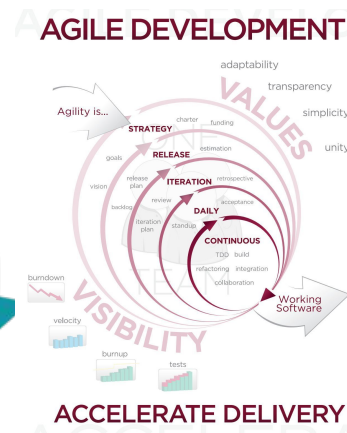 AGILE DEVELOPMENT
adaptability
transparency
simplicity
unity
VALUES
Agility is...
STRATEGY
charter
funding
goals
vision
RELEASE
estimation
release
plan
backlog
ITERATION
retrospective
review
acceptance
iteration
plan
DAILY
standup
CONTINUOUS
TDD
build
refactoring
integration
collaboration
ONE
TEAM
VISIBILITY
Working
Software
burndown
velocity
burnup
tests
ACCELERATE DELIVERY